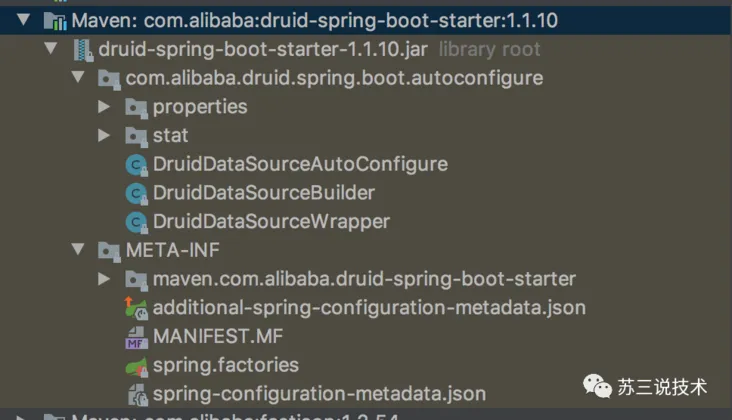 Maven: com.alibaba:druid-spring-boot-starter:1.1.10
druid-spring-boot-starter-1.1.10.jar library root
com.alibaba.druid.spring.boot.autoconfigure
properties
stat
DruidDataSourceAutoConfigure
DruidDataSourceBuilder
DruidDataSourceWrapper
META-INF
maven.com.alibaba.druid-spring-boot-starter
additional-spring-configuration-metadata.json
MANIFEST.MF
spring.factories
spring-configuration-metadata.json
苏三说技术
Maven: com.alibaba:fastjson:1.2.54